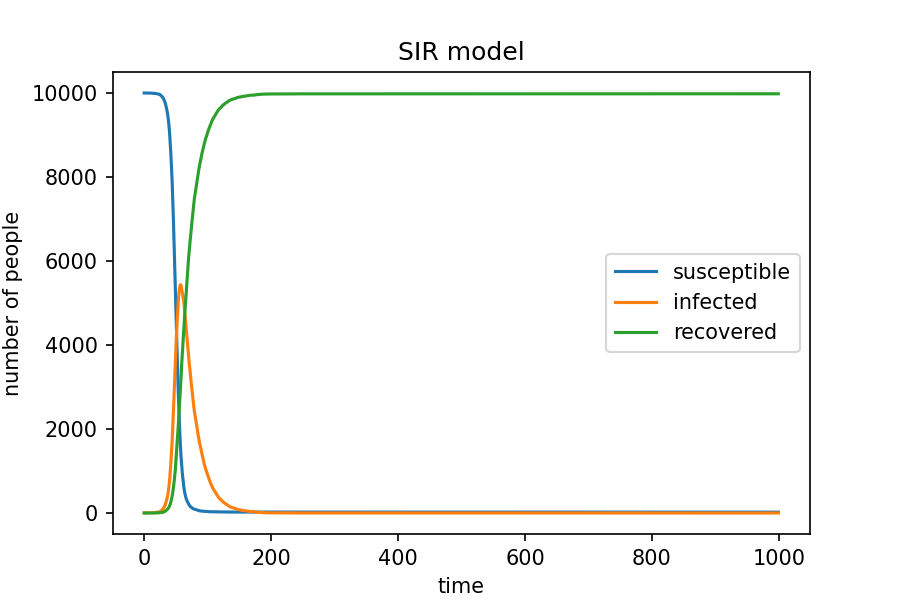 SIR model
number of people
10000
8000
6000
4000
2000
0
susceptible
infected
recovered
0 200 400 600 800 1000
time